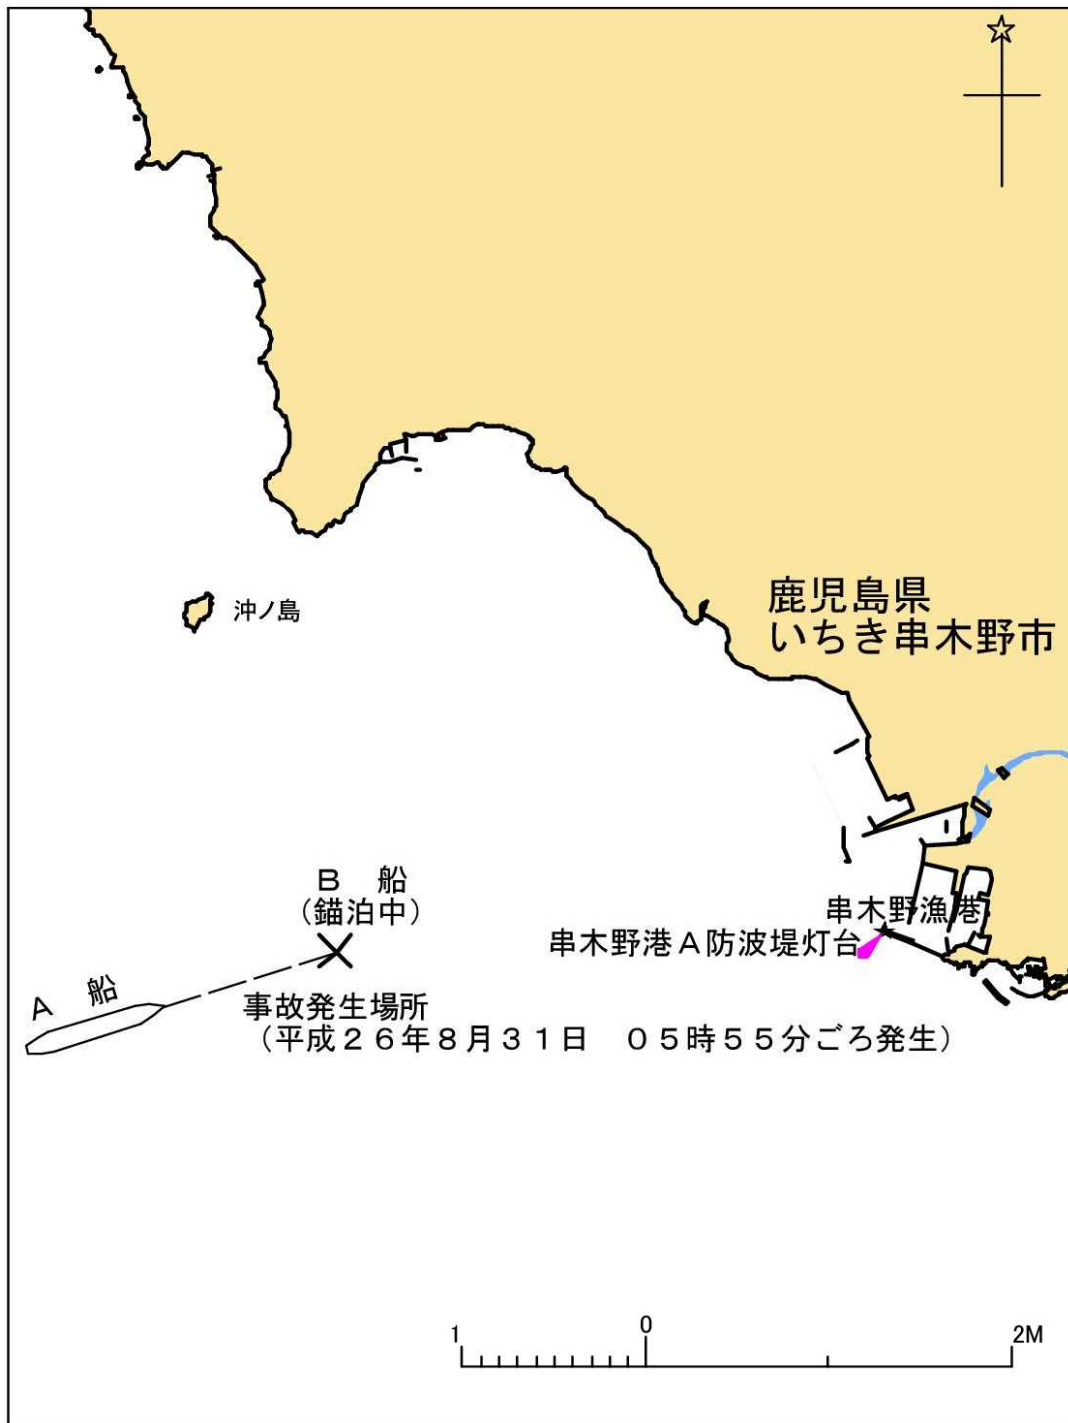 沖ノ島
鹿児島県
いちき串木野市
B 船
（錨泊中）
串木野漁港
串木野港A防波堤灯台
A 船
事故発生場所
（平成２６年８月３１日 ０５時５５分ごろ発生）
1 0 2M